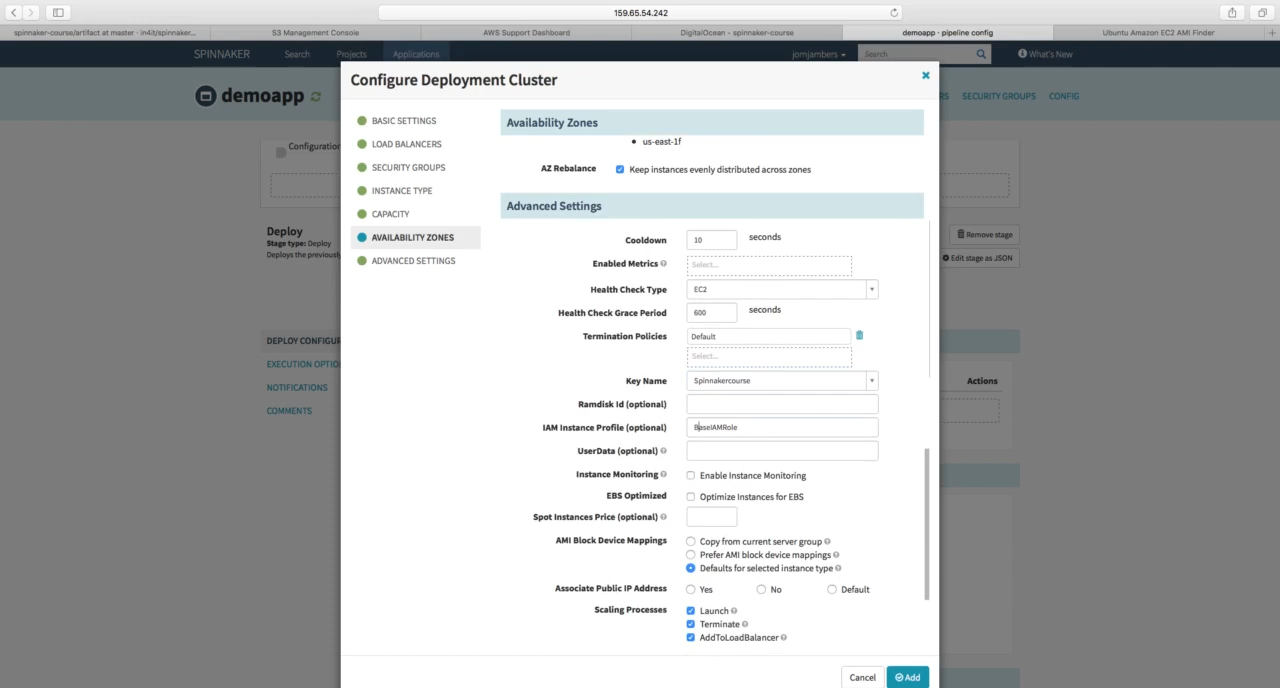 159.65.54.242
spinnaker-course/artifact at master · in4it/spinnaker...
S3 Management Console
AWS Support Dashboard
DigitalOcean - spinnaker-course
demoapp · pipeline config
Ubuntu Amazon EC2 AMI Finder
SPINNAKER
Search
Projects
Applications
jomjambers
Search
What's New
demoapp
RS
SECURITY GROUPS
CONFIG
Configuration
Deploy
Stage type: Deploy
Deploys the previously
Remove stage
Edit stage as JSON
DEPLOY CONFIGUR
EXECUTION OPTIO
NOTIFICATIONS
COMMENTS
Actions
Configure Deployment Cluster
BASIC SETTINGS
LOAD BALANCERS
SECURITY GROUPS
INSTANCE TYPE
CAPACITY
AVAILABILITY ZONES
ADVANCED SETTINGS
Availability Zones
• us-east-1f
AZ Rebalance Keep instances evenly distributed across zones
Advanced Settings
Cooldown 10 seconds
Enabled Metrics Select...
Health Check Type EC2
Health Check Grace Period 600 seconds
Termination Policies Default
Select...
Key Name Spinnakercourse
Ramdisk Id (optional)
IAM Instance Profile (optional) BaseIAMRole
UserData (optional)
Instance Monitoring Enable Instance Monitoring
EBS Optimized Optimize Instances for EBS
Spot Instances Price (optional)
AMI Block Device Mappings Copy from current server group
Prefer AMI block device mappings
Defaults for selected instance type
Associate Public IP Address Yes No Default
Scaling Processes Launch
Terminate
AddToLoadBalancer
Cancel Add